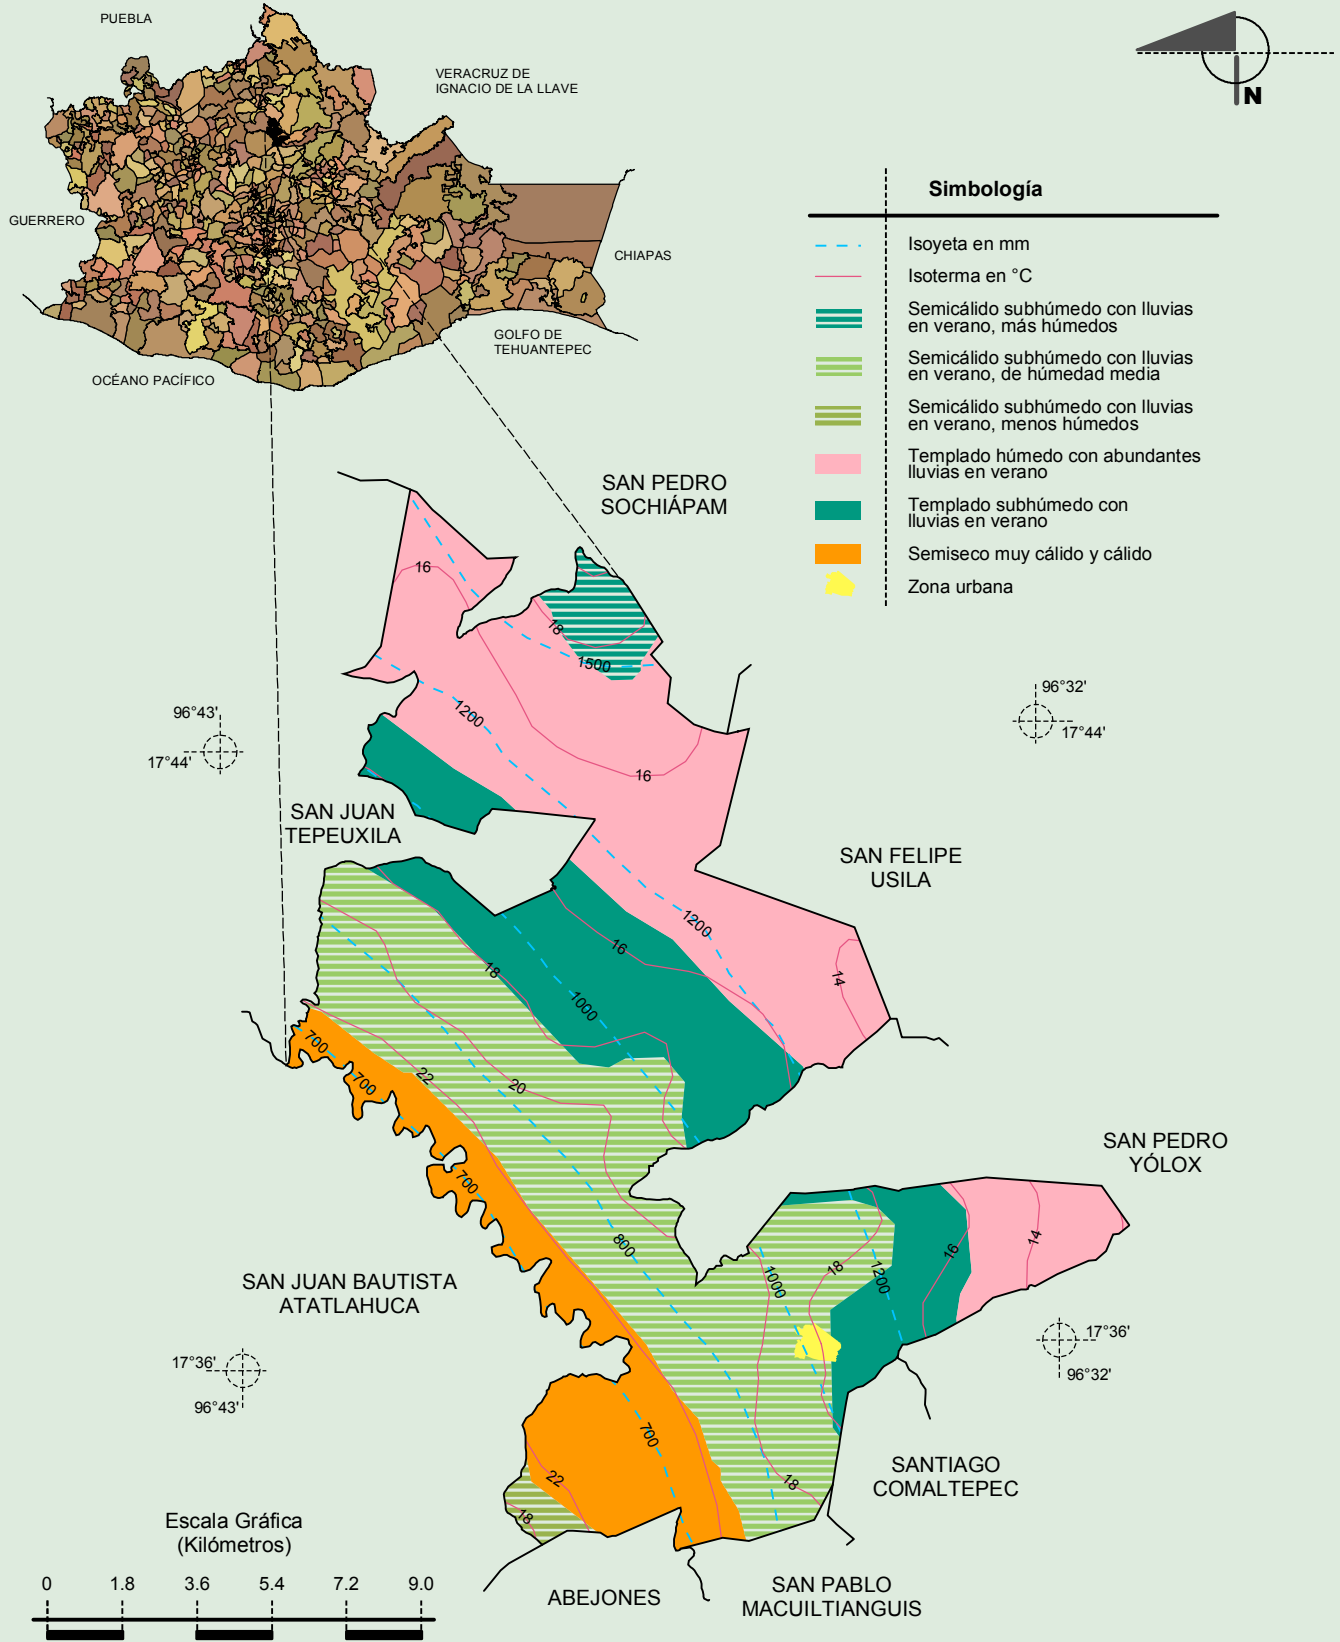 PUEBLA
VERACRUZ DE
IGNACIO DE LA LLAVE
GUERRERO
CHIAPAS
GOLFO DE
TEHUANTEPEC
OCÉANO PACÍFICO
N
Simbología
Isoyeta en mm
Isoterma en °C
Semicálido subhúmedo con lluvias
en verano, más húmedos
Semicálido subhúmedo con lluvias
en verano, de húmedad media
Semicálido subhúmedo con lluvias
en verano, menos húmedos
Templado húmedo con abundantes
lluvias en verano
Templado subhúmedo con
lluvias en verano
Semiseco muy cálido y cálido
Zona urbana
SAN PEDRO
SOCHIÁPAM
16
18
1500
96°43'
17°44'
96°32'
17°44'
1200
16
SAN JUAN
TEPEUXILA
SAN FELIPE
USILA
1200
16
18
14
1000
700
22
700
20
SAN PEDRO
YÓLOX
700
800
16
14
18
1000
1200
SAN JUAN BAUTISTA
ATATLAHUCA
17°36'
96°43'
17°36'
96°32'
700
22
18
18
SANTIAGO
COMALTEPEC
ABEJONES
SAN PABLO
MACUILTIANGUIS
Escala Gráfica
(Kilómetros)
0 1.8 3.6 5.4 7.2 9.0